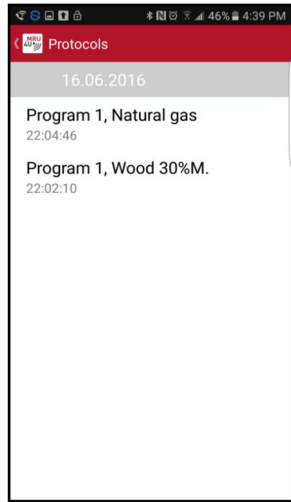 46% 4:39 PM
MRU
4U
Protocols
16.06.2016
Program 1, Natural gas
22:04:46
Program 1, Wood 30%M.
22:02:10